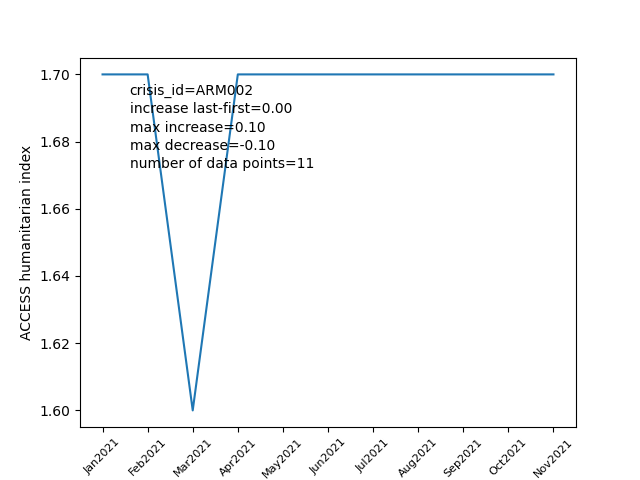 1.70
1.68
1.66
1.64
1.62
1.60
ACCESS humanitarian index
crisis_id=ARM002
increase last-first=0.00
max increase=0.10
max decrease=-0.10
number of data points=11
Jan2021
Feb2021
Mar2021
Apr2021
May2021
Jun2021
Jul2021
Aug2021
Sep2021
Oct2021
Nov2021